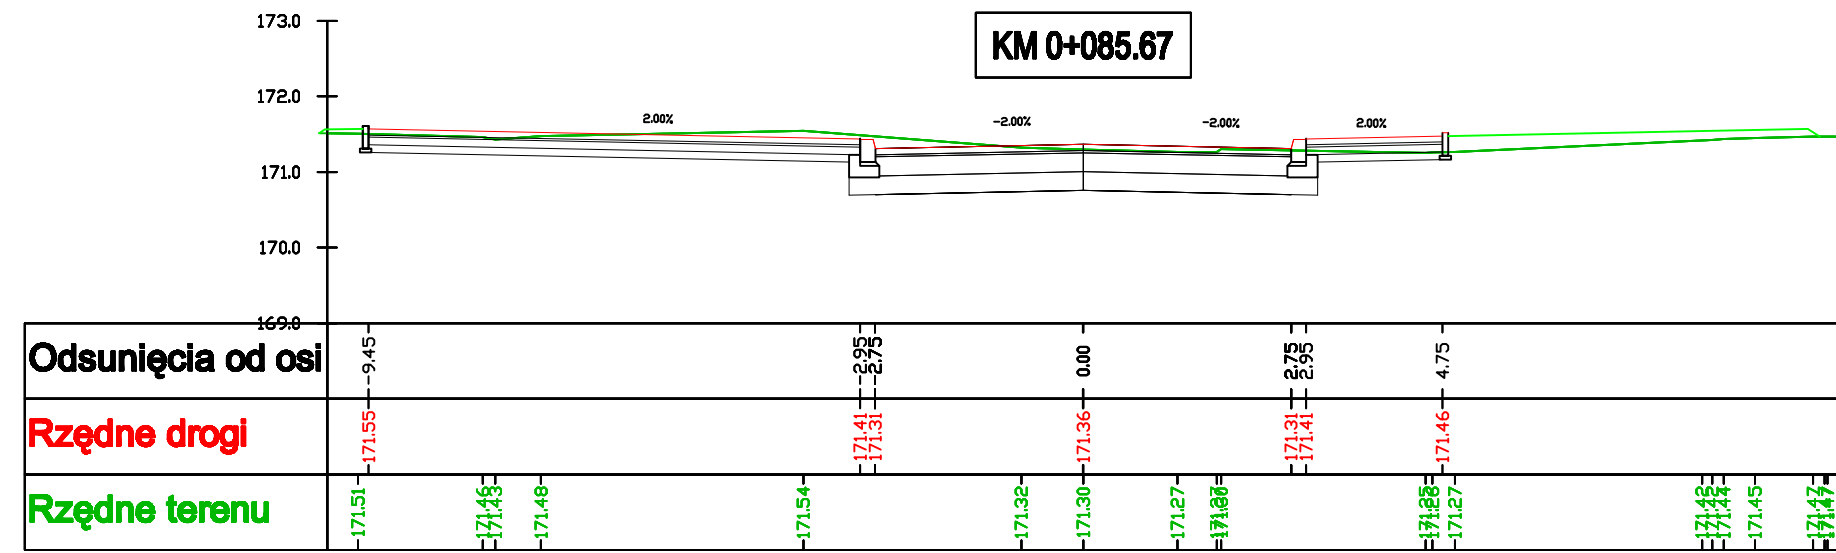 173.0
KM 0+085.67
172.0
2.00% -2.00% -2.00% 2.00%
171.0
170.0
169.0
Odsunięcia od osi -9.45 -2.95 -2.75 0.00 2.75 2.95 4.75
Rzędne drogi 171.55 171.41 171.31 171.36 171.31 171.41 171.46
Rzędne terenu 171.51 171.46 171.43 171.48 171.54 171.32 171.30 171.27 171.30 171.27 171.42 171.44 171.45 171.47 171.47